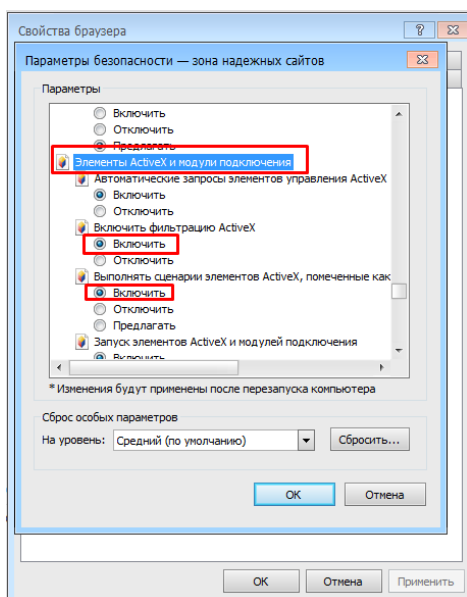 Свойства браузера
Параметры безопасности — зона надежных сайтов
Параметры
Включить
Отключить
Предлагать
Элементы ActiveX и модули подключения
Автоматические запросы элементов управления ActiveX
Включить
Отключить
Включить фильтрацию ActiveX
Включить
Отключить
Выполнять сценарии элементов ActiveX, помеченные как
Включить
Отключить
Предлагать
Запуск элементов ActiveX и модулей подключения
Включить
* Изменения будут применены после перезапуска компьютера
Сброс особых параметров
На уровень: Средний (по умолчанию) Сбросить...
ОК Отмена
ОК Отмена Применить